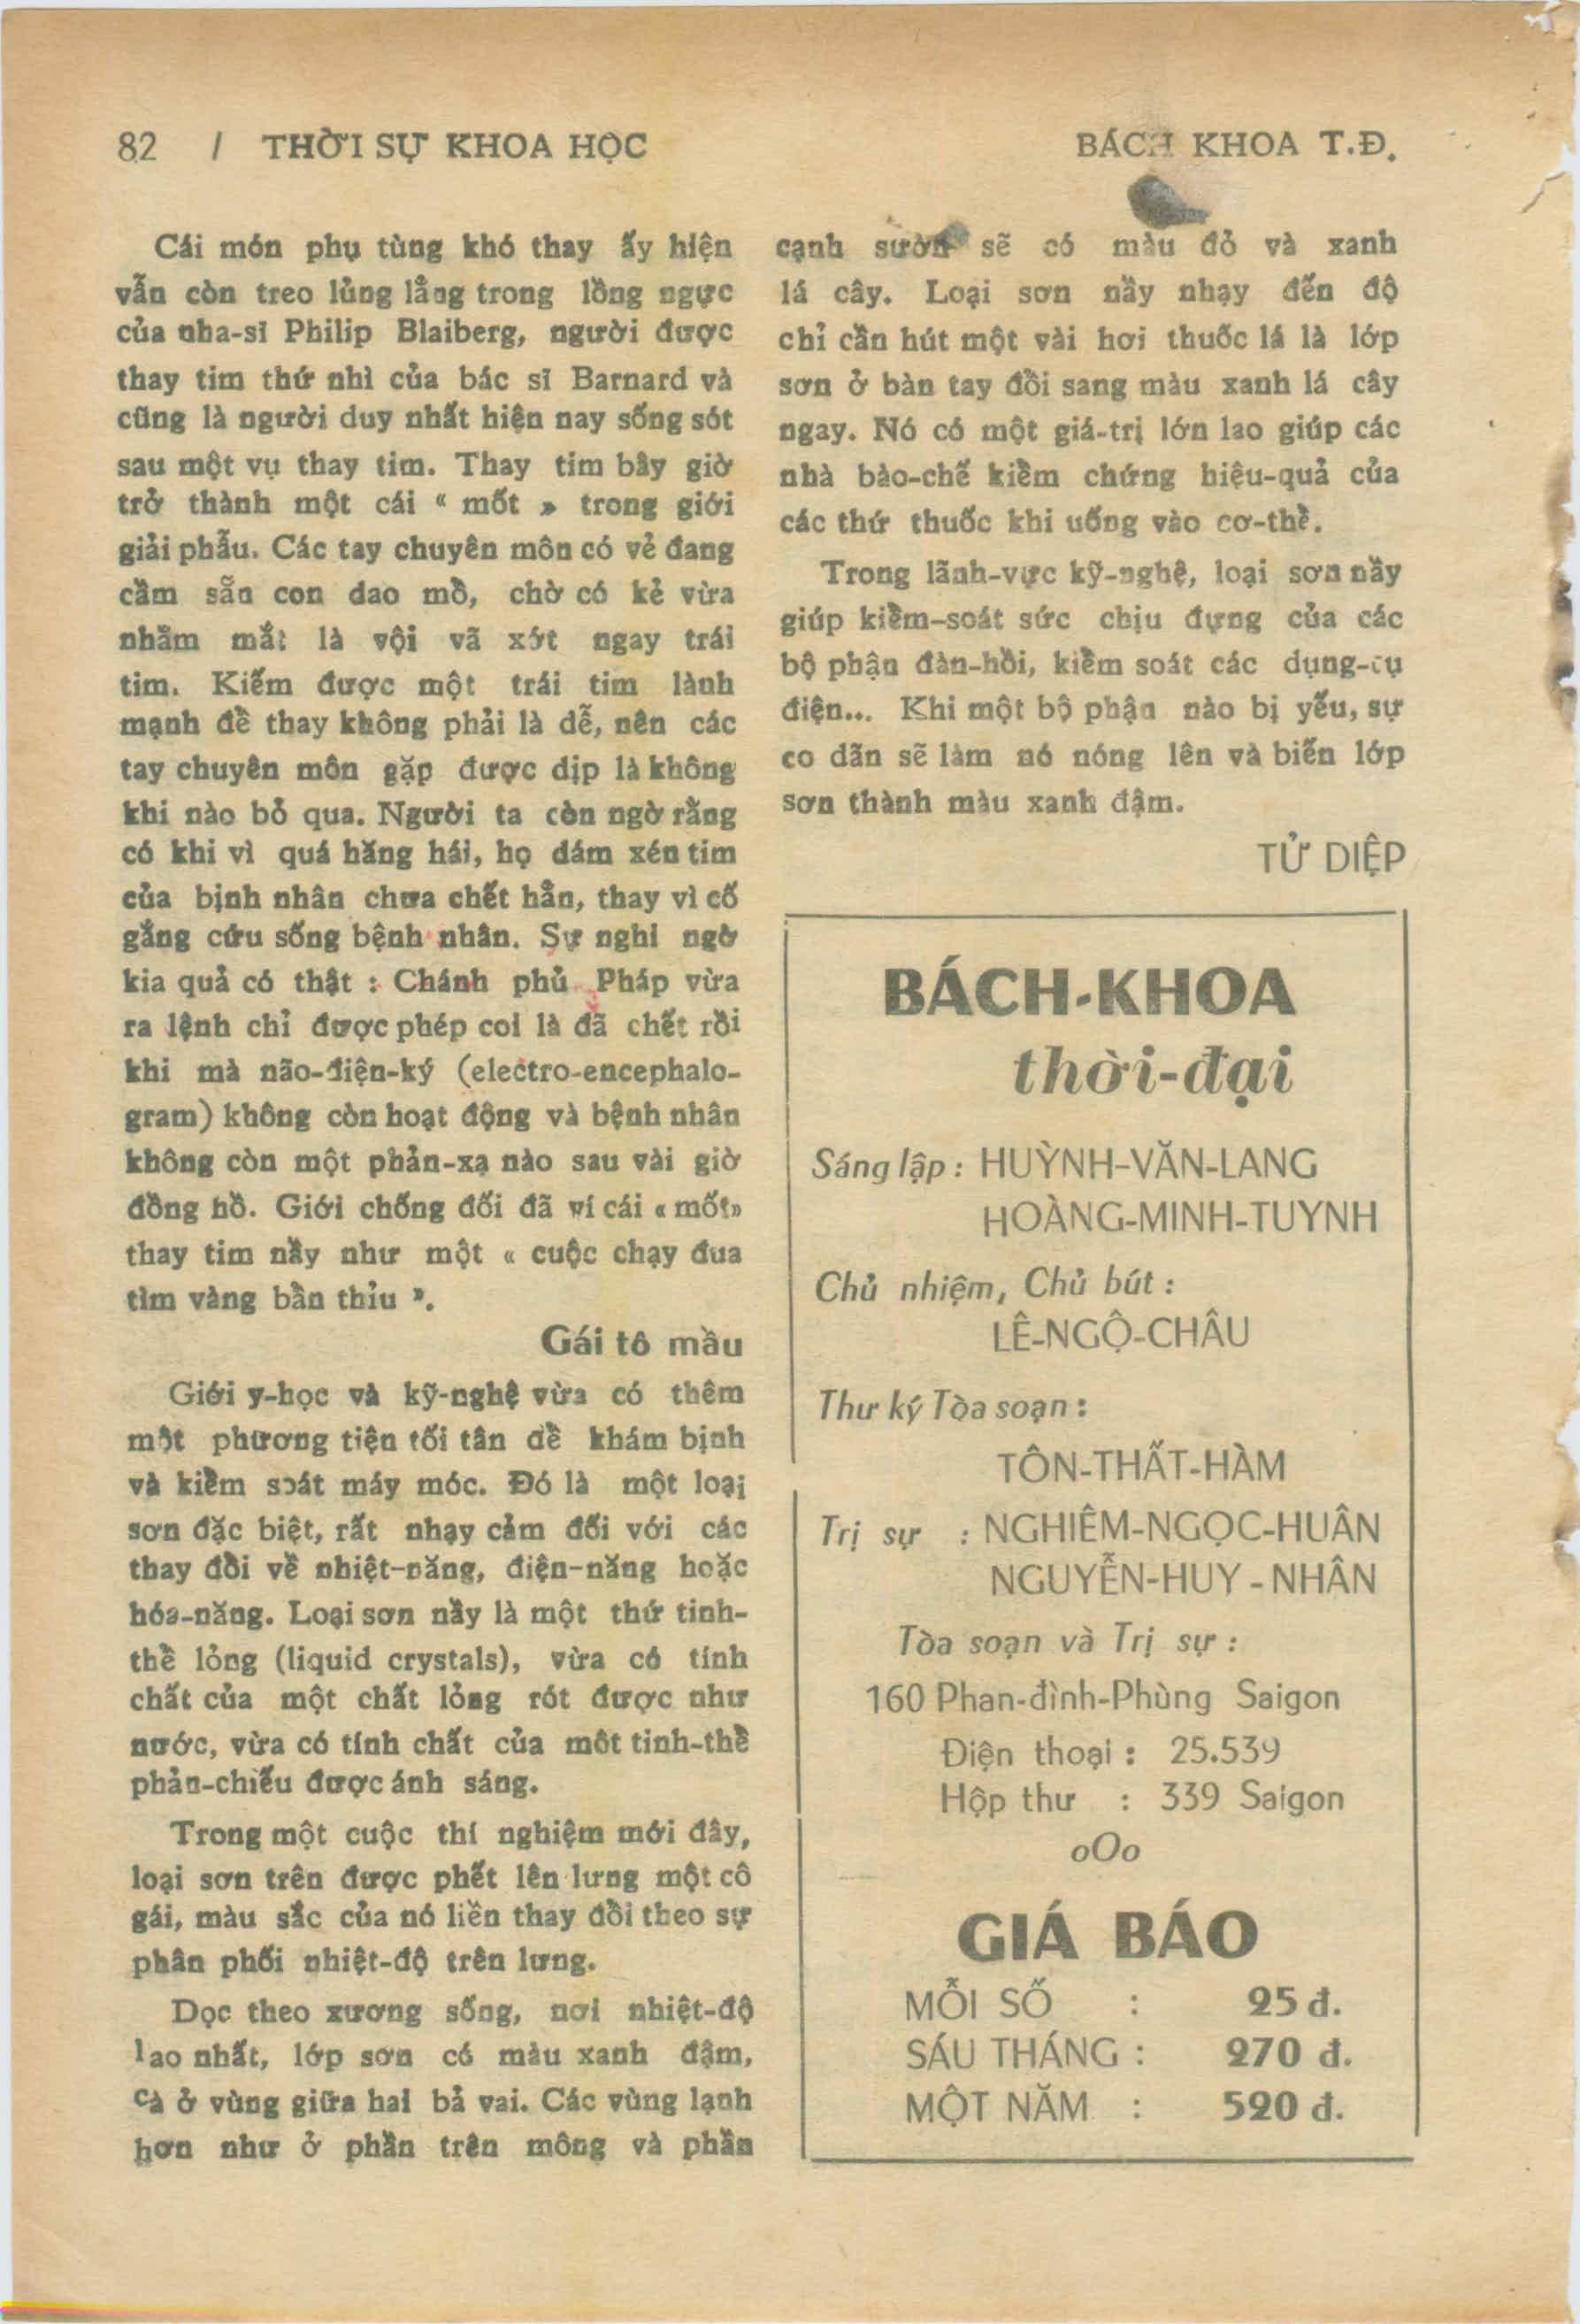 82 / THỜI SỰ KHOA HỌC
BÁCH KHOA T.Đ.
Cái món phụ tùng khó thay ấy hiện
vẫn còn treo lủng lẳng trong lồng ngực
của nha-sĩ Philip Blaiberg, người được
thay tim thứ nhì của bác sĩ Barnard và
cũng là người duy nhất hiện nay sống sót
sau một vụ thay tim. Thay tim bây giờ
trở thành một cái « mốt » trong giới
giải phẫu. Các tay chuyên môn có vẻ đang
cầm sẵn con dao mổ, chờ có kẻ vừa
nhắm mắt là vội vã xớt ngay trái
tim. Kiếm được một trái tim lành
mạnh để thay không phải là dễ, nên các
tay chuyên môn gặp được dịp là không
khi nào bỏ qua. Người ta còn ngờ rằng
có khi vì quá hăng hái, họ dám xén tim
của bịnh nhân chưa chết hẳn, thay vì cố
gắng cứu sống bệnh nhân. Sự nghi ngờ
kia quả có thật : Chánh phủ Pháp vừa
ra lệnh chỉ được phép coi là đã chết rồi
khi mà não-điện-ký (electro-encephalo-
gram) không còn hoạt động và bệnh nhân
không còn một phản-xạ nào sau vài giờ
đồng hồ. Giới chống đối đã ví cái « mốt»
thay tim nầy như một « cuộc chạy đua
tìm vàng bẩn thỉu ».
Gái tô mầu
Giới y-học và kỹ-nghệ vừa có thêm
một phương tiện tối tân để khám bịnh
và kiểm soát máy móc. Đó là một loại
sơn đặc biệt, rất nhạy cảm đối với các
thay đổi về nhiệt-năng, điện-năng hoặc
hóa-năng. Loại sơn nầy là một thứ tinh-
thể lỏng (liquid crystals), vừa có tính
chất của một chất lỏng rót được như
nước, vừa có tính chất của môt tinh-thể
phản-chiếu được ánh sáng.
Trong một cuộc thí nghiệm mới đây,
loại sơn trên được phết lên lưng một cô
gái, màu sắc của nó liền thay đổi theo sự
phân phối nhiệt-độ trên lưng.
Dọc theo xương sống, nơi nhiệt-độ
lao nhất, lớp sơn có màu xanh đậm,
cà ở vùng giữa hai bả vai. Các vùng lạnh
hơn như ở phần trên mông và phần
cạnh sườn sẽ có màu đỏ và xanh
lá cây. Loại sơn nầy nhạy đến độ
chỉ cần hút một vài hơi thuốc lá là lớp
sơn ở bàn tay đổi sang màu xanh lá cây
ngay. Nó có một giá-trị lớn lao giúp các
nhà bào-chế kiểm chứng hiệu-quả của
các thứ thuốc khi uống vào cơ-thể.
Trong lãnh-vực kỹ-nghệ, loại sơn nầy
giúp kiểm-soát sức chịu đựng của các
bộ phận đàn-hồi, kiểm soát các dụng-cụ
điện... Khi một bộ phận nào bị yếu, sự
co dãn sẽ làm nó nóng lên và biến lớp
sơn thành màu xanh đậm.
TỬ DIỆP
BÁCH-KHOA
thời-đại
Sáng lập : HUỲNH-VĂN-LANG
HOÀNG-MINH-TUYNH
Chủ nhiệm, Chủ bút :
LÊ-NGỘ-CHÂU
Thư ký Tòa soạn :
TÔN-THẤT-HÀM
Trị sự : NGHIÊM-NGỌC-HUÂN
NGUYỄN-HUY-NHÂN
Tòa soạn và Trị sự :
160 Phan-đình-Phùng Saigon
Điện thoại : 25.539
Hộp thư : 339 Saigon
oOo
GIÁ BÁO
MỖI SỐ : 25 đ.
SÁU THÁNG : 270 đ.
MỘT NĂM : 520 đ.